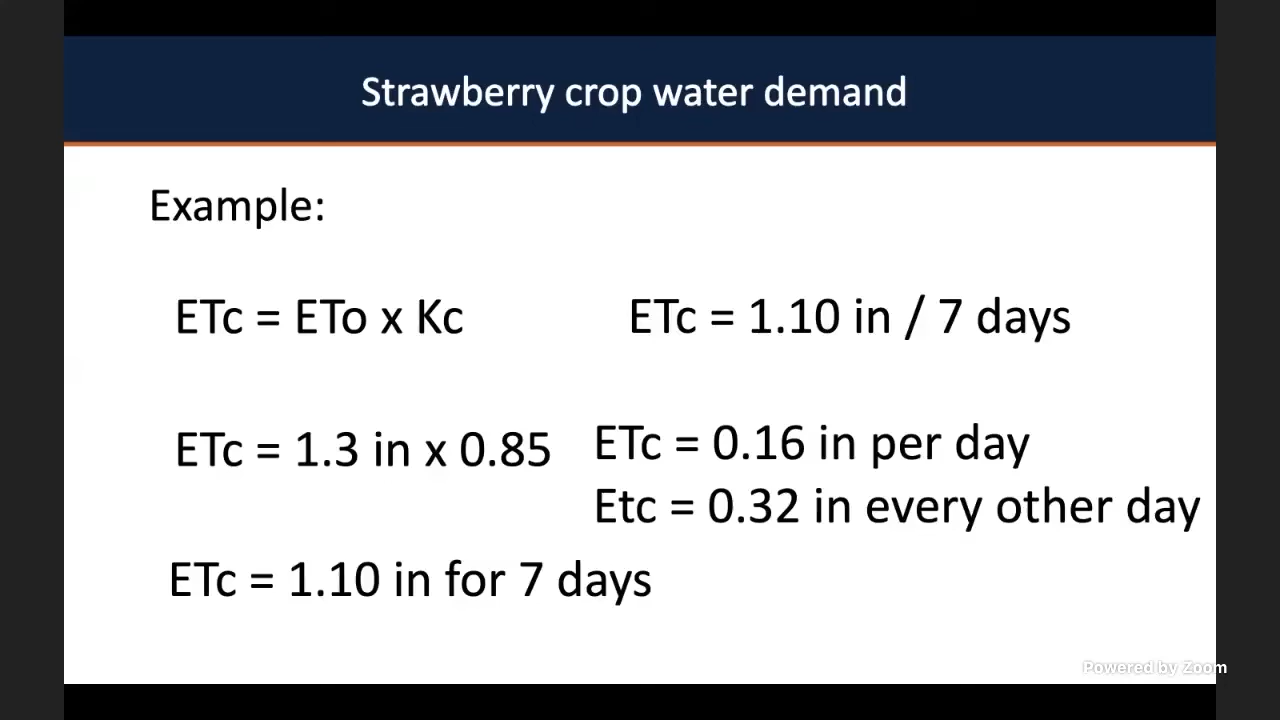 Strawberry crop water demand
Example:
ETc = ETo x Kc
ETc = 1.3 in x 0.85
ETc = 1.10 in for 7 days
ETc = 1.10 in / 7 days
ETc = 0.16 in per day
Etc = 0.32 in every other day
Powered by Zoom